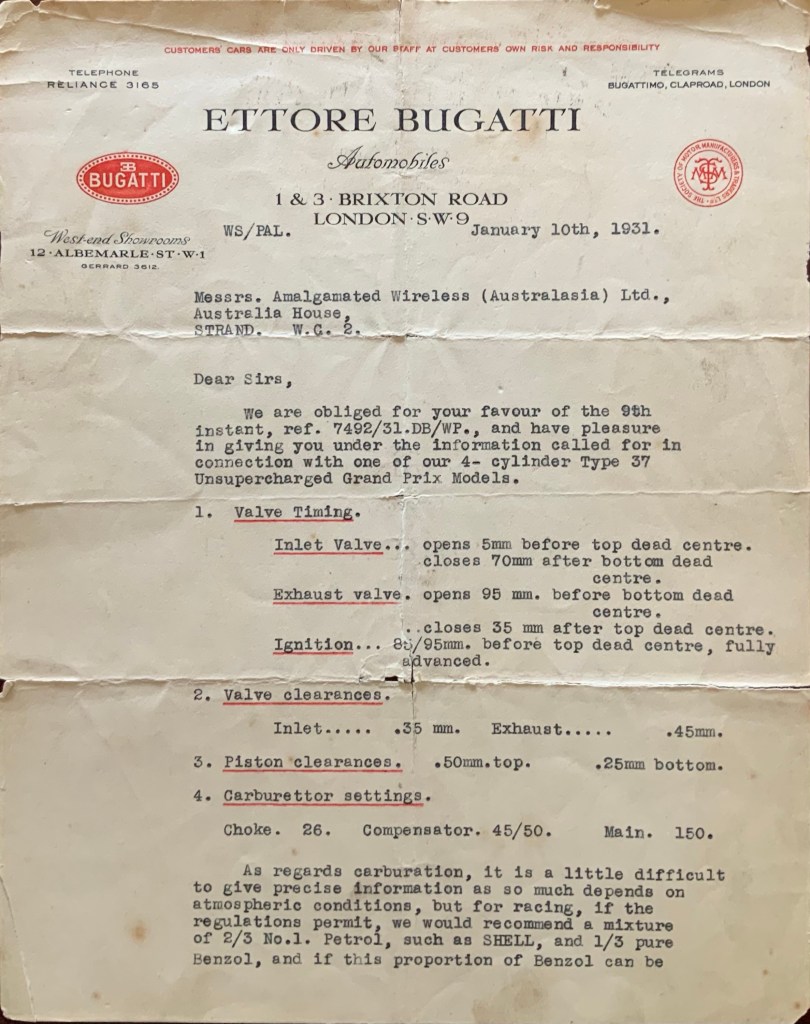 CUSTOMERS' CARS ARE ONLY DRIVEN BY OUR STAFF AT CUSTOMERS' OWN RISK AND RESPONSIBILITY
TELEPHONE
RELIANCE 3165
TELEGRAMS
BUGATTIMO, CLAPROAD, LONDON
ETTORE BUGATTI
Automobiles
EB
BUGATTI
THE SOCIETY OF MOTOR MANUFACTURERS & TRADERS LTD
1 & 3 · BRIXTON ROAD
LONDON · S·W·9
West-end Showrooms
12 · ALBEMARLE · ST · W·1
GERRARD 3612
WS/PAL.
January 10th, 1931.
Messrs. Amalgamated Wireless (Australasia) Ltd.,
Australia House,
STRAND. W.C. 2.
Dear Sirs,
We are obliged for your favour of the 9th
instant, ref. 7492/31.DB/WP., and have pleasure
in giving you under the information called for in
connection with one of our 4- cylinder Type 37
Unsupercharged Grand Prix Models.
1. Valve Timing.
Inlet Valve... opens 5mm before top dead centre.
closes 70mm after bottom dead
centre.
Exhaust valve. opens 95 mm. before bottom dead
centre.
..closes 35 mm after top dead centre.
Ignition... /95mm. before top dead centre, fully
advanced.
2. Valve clearances.
Inlet..... .35 mm. Exhaust..... .45mm.
3. Piston clearances. .50mm.top. .25mm bottom.
4. Carburettor settings.
Choke. 26. Compensator. 45/50. Main. 150.
As regards carburation, it is a little difficult
to give precise information as so much depends on
atmospheric conditions, but for racing, if the
regulations permit, we would recommend a mixture
of 2/3 No.1. Petrol, such as SHELL, and 1/3 pure
Benzol, and if this proportion of Benzol can be